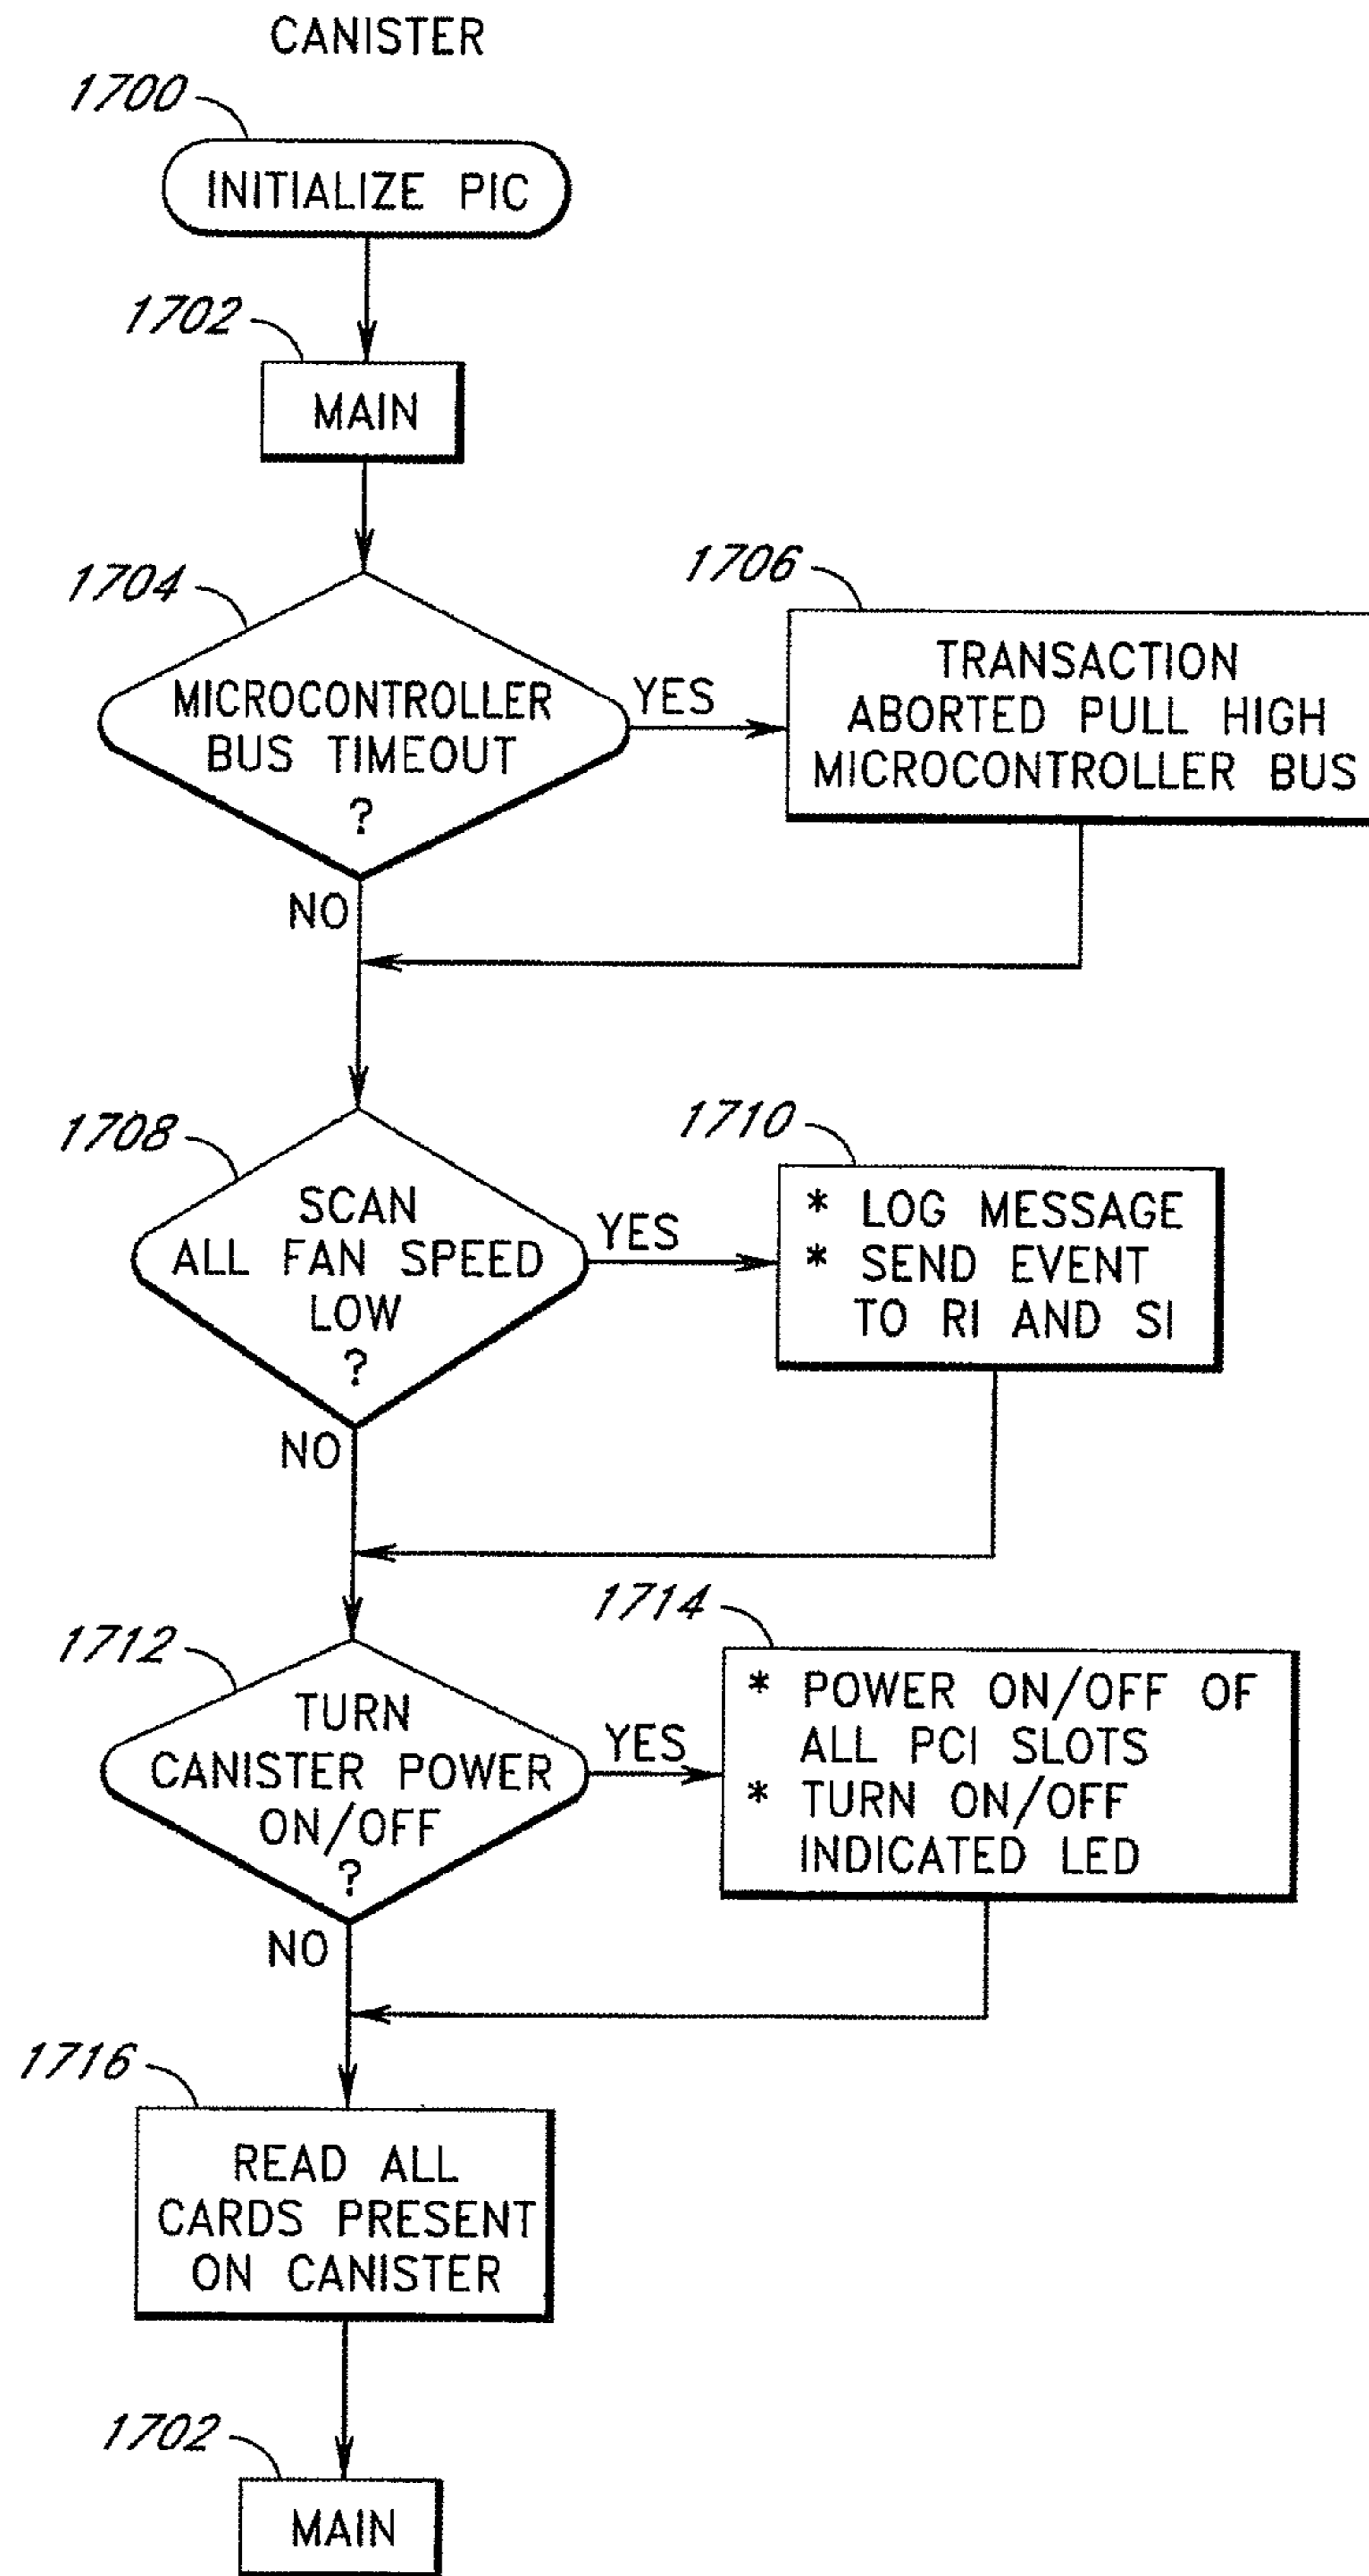 CANISTER
1700
INITIALIZE PIC
1702
MAIN
1704
MICROCONTROLLER
BUS TIMEOUT
?
YES
NO
1706
TRANSACTION
ABORTED PULL HIGH
MICROCONTROLLER BUS
1708
SCAN
ALL FAN SPEED
LOW
?
YES
NO
1710
* LOG MESSAGE
* SEND EVENT
TO RI AND SI
1712
TURN
CANISTER POWER
ON/OFF
?
YES
NO
1714
* POWER ON/OFF OF
ALL PCI SLOTS
* TURN ON/OFF
INDICATED LED
1716
READ ALL
CARDS PRESENT
ON CANISTER
1702
MAIN